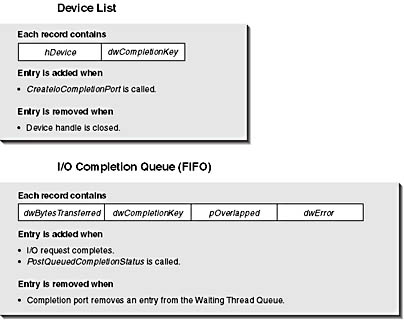 Device List
Each record contains
hDevice dwCompletionKey
Entry is added when
• CreateIoCompletionPort is called.
Entry is removed when
• Device handle is closed.
I/O Completion Queue (FIFO)
Each record contains
dwBytesTransferred dwCompletionKey pOverlapped dwError
Entry is added when
• I/O request completes.
• PostQueuedCompletionStatus is called.
Entry is removed when
• Completion port removes an entry from the Waiting Thread Queue.